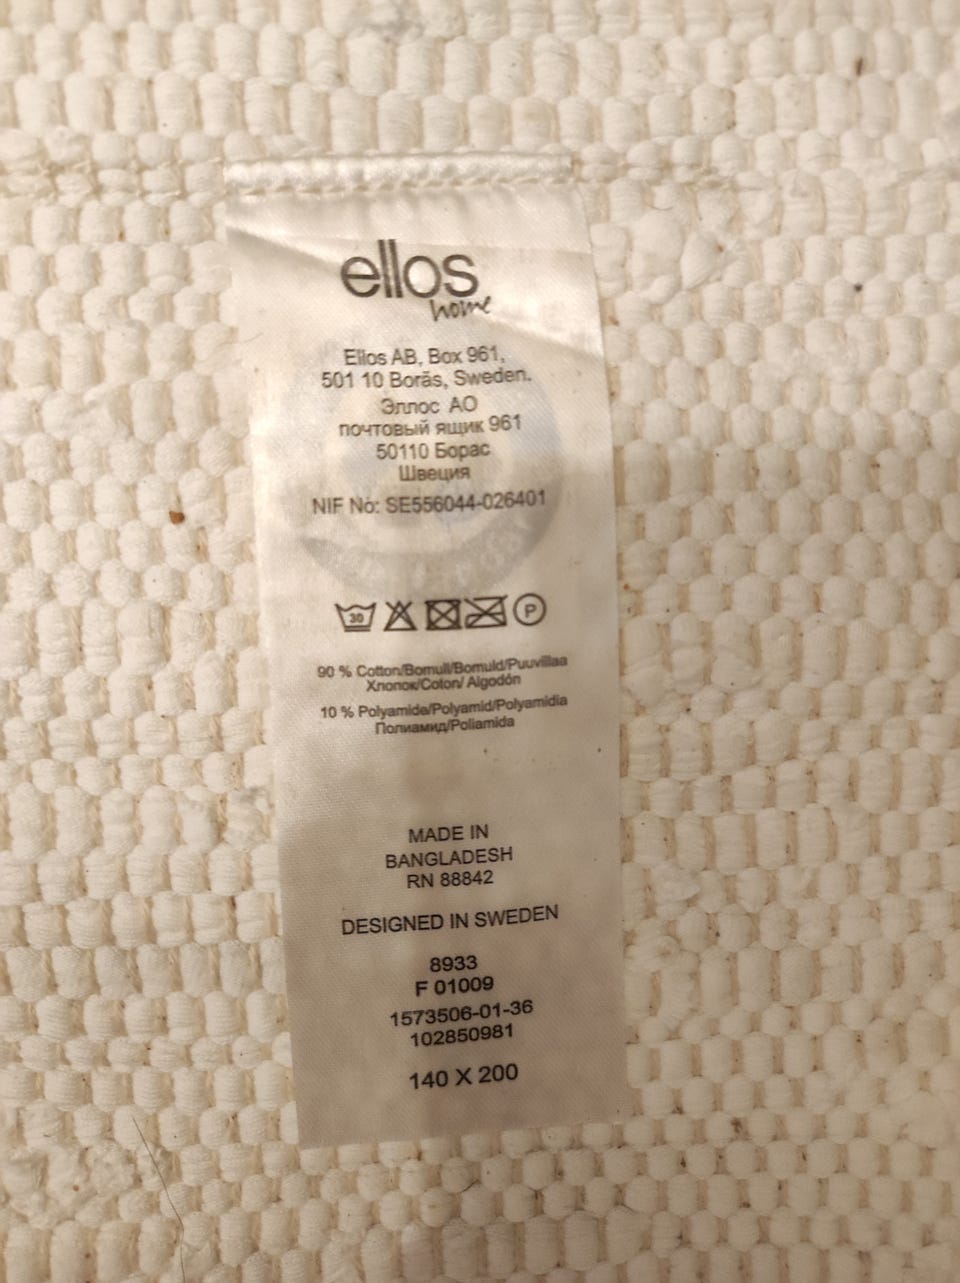 ellos
home
Ellos AB, Box 961,
501 10 Borås, Sweden.
Эллос АО
почтовый ящик 961
50110 Борас
Швеция
NIF No: SE556044-026401
30
P
90 % Cotton/Bomull/Bomuld/Puuvillaa
Хлопок/Coton/ Algodón
10 % Polyamide/Polyamid/Polyamidia
Полиамид/Poliamida
MADE IN
BANGLADESH
RN 88842
DESIGNED IN SWEDEN
8933
F 01009
1573506-01-36
102850981
140 X 200